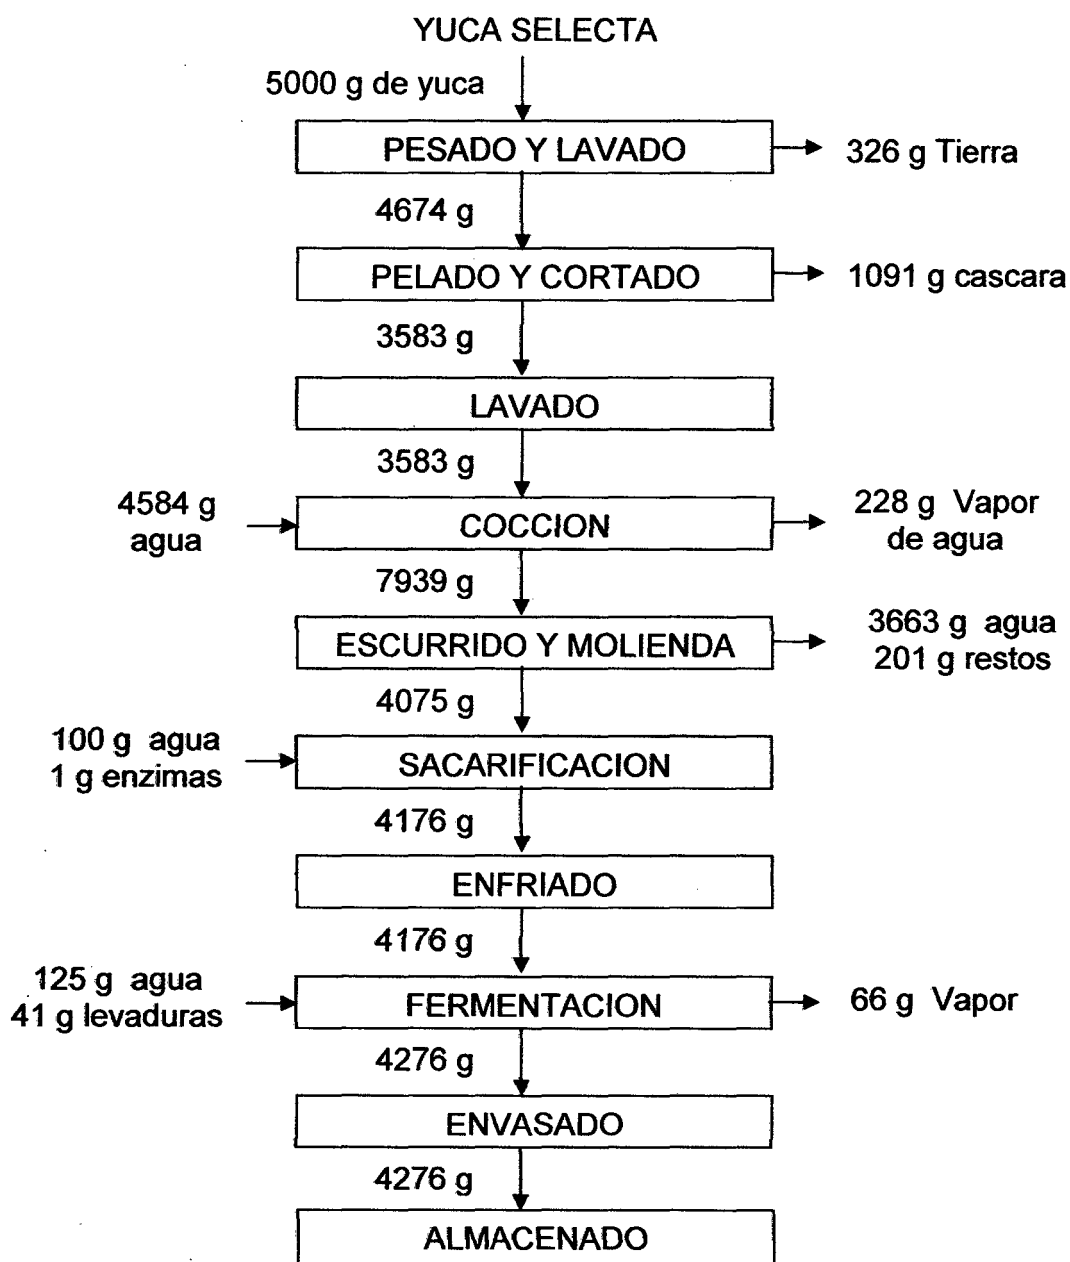 YUCA SELECTA
5000 g de yuca
PESADO Y LAVADO
326 g Tierra
4674 g
PELADO Y CORTADO
1091 g cascara
3583 g
LAVADO
3583 g
4584 g
agua
COCCION
228 g Vapor
de agua
7939 g
ESCURRIDO Y MOLIENDA
3663 g agua
201 g restos
4075 g
100 g agua
1 g enzimas
SACARIFICACION
4176 g
ENFRIADO
4176 g
125 g agua
41 g levaduras
FERMENTACION
66 g Vapor
4276 g
ENVASADO
4276 g
ALMACENADO